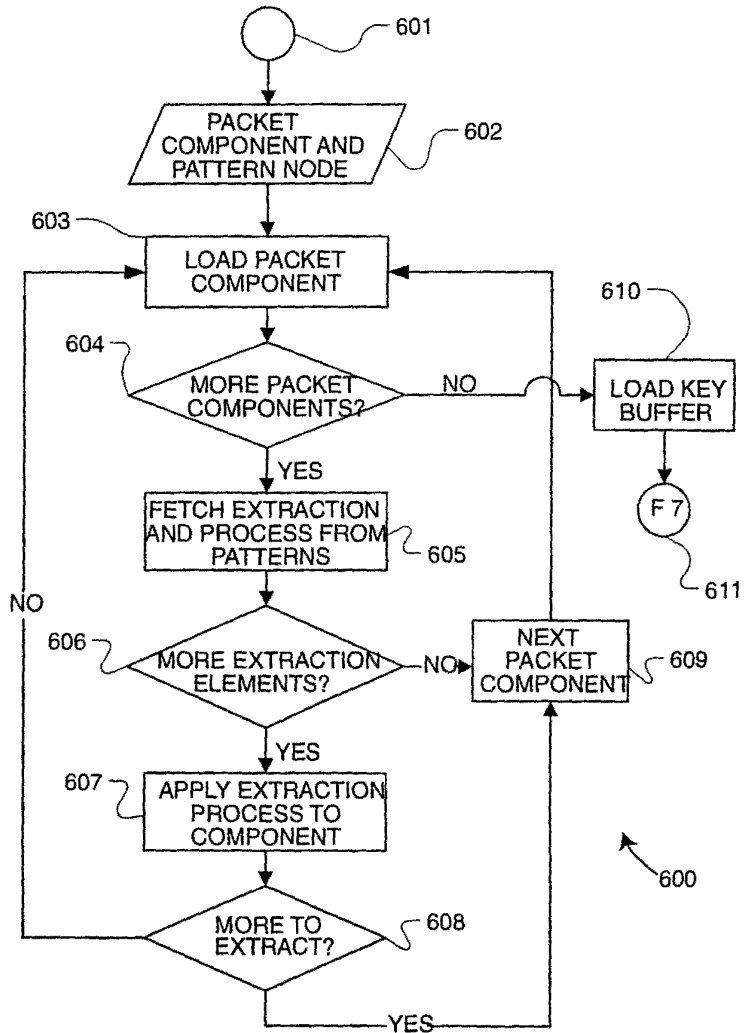 601
PACKET
COMPONENT AND
PATTERN NODE
602
603
LOAD PACKET
COMPONENT
610
604
MORE PACKET
COMPONENTS?
NO
LOAD KEY
BUFFER
YES
FETCH EXTRACTION
AND PROCESS FROM
PATTERNS
605
F 7
611
NO
606
MORE EXTRACTION
ELEMENTS?
NO
NEXT
PACKET
COMPONENT
609
YES
607
APPLY EXTRACTION
PROCESS TO
COMPONENT
600
MORE TO
EXTRACT?
608
YES